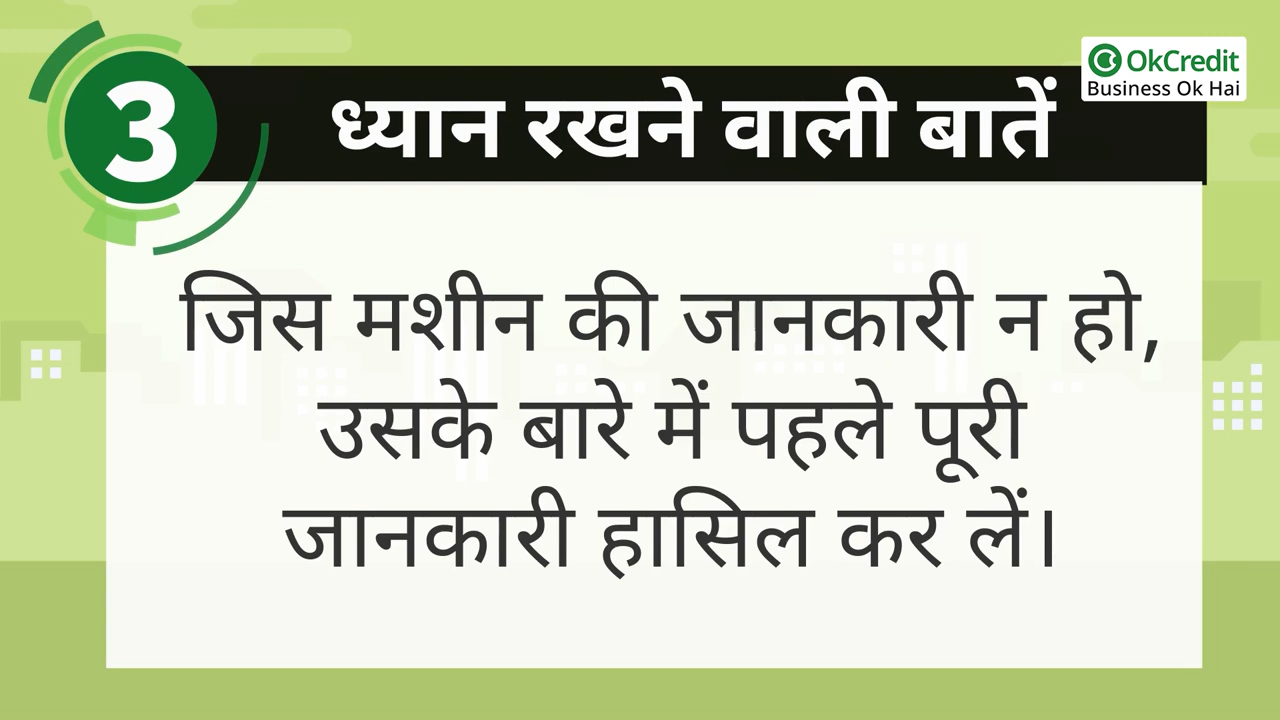 3
ध्यान रखने वाली बातें
OkCredit
Business Ok Hai
जिस मशीन की जानकारी न हो,
उसके बारे में पहले पूरी
जानकारी हासिल कर लें।